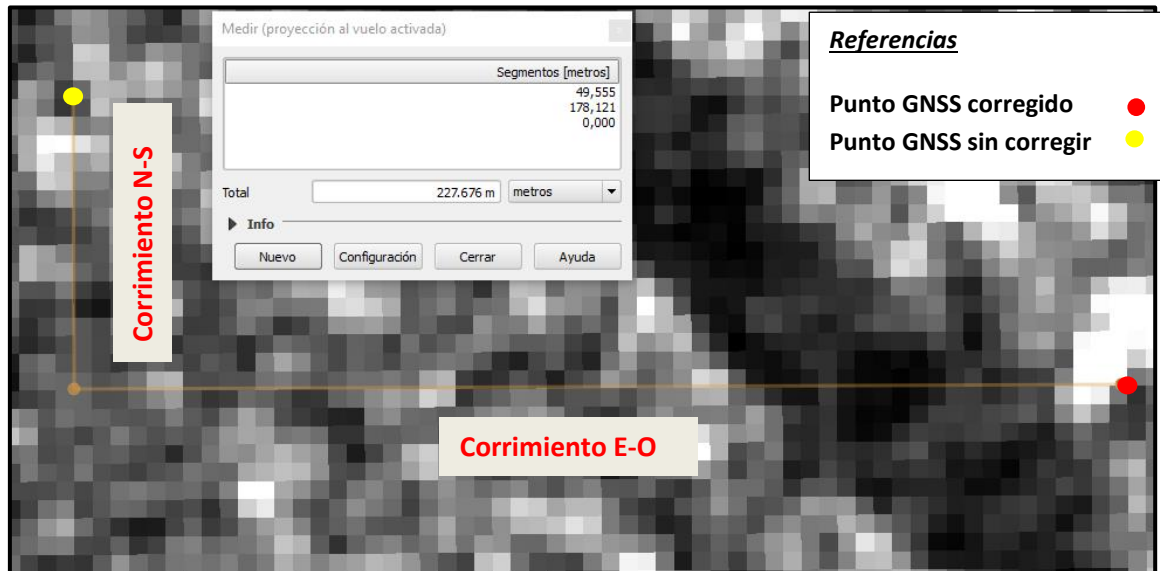 Medir (proyección al vuelo activada)
Segmentos [metros]
49,555
178,121
0,000
Total
227.676 m
metros
Info
Nuevo
Configuración
Cerrar
Ayuda
Referencias
Punto GNSS corregido
Punto GNSS sin corregir
Corrimiento N-S
Corrimiento E-O